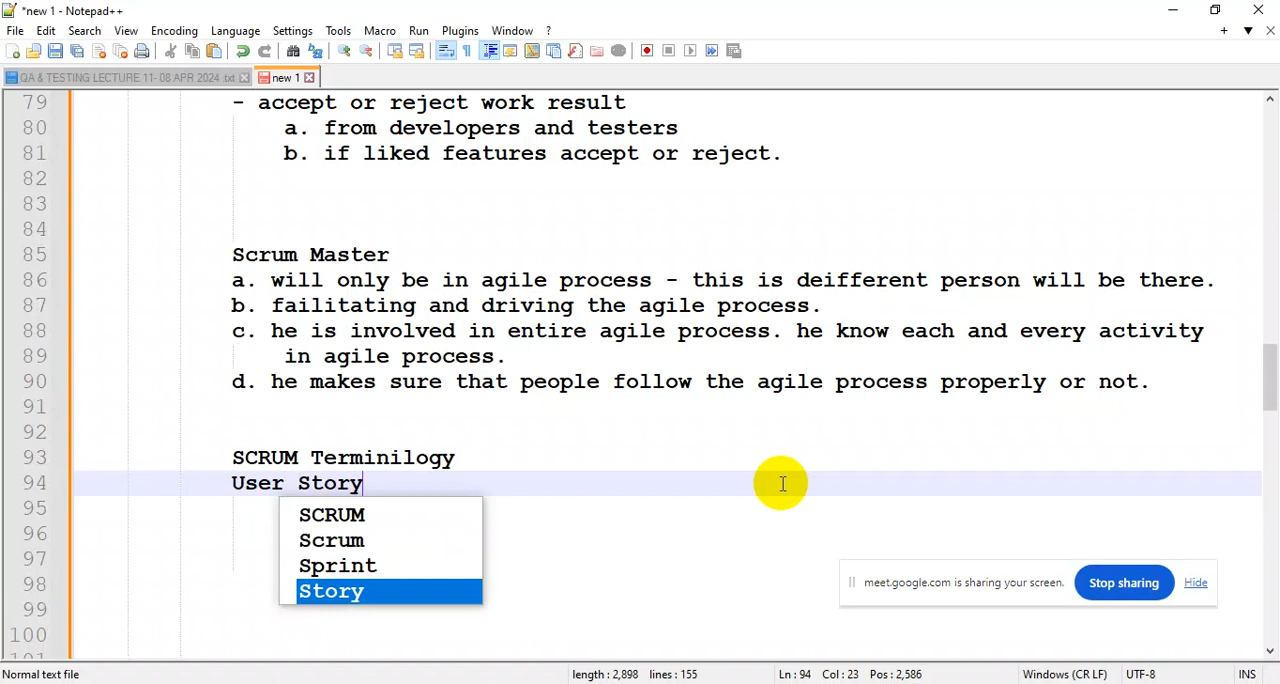 *new 1 - Notepad++
File Edit Search View Encoding Language Settings Tools Macro Run Plugins Window ?
QA & TESTING LECTURE 11- 08 APR 2024 .txt new 1
79 - accept or reject work result
80 a. from developers and testers
81 b. if liked features accept or reject.
82
83
84
85 Scrum Master
86 a. will only be in agile process - this is deifferent person will be there.
87 b. failitating and driving the agile process.
88 c. he is involved in entire agile process. he know each and every activity
89 in agile process.
90 d. he makes sure that people follow the agile process properly or not.
91
92
93 SCRUM Terminilogy
94 User Story
95 SCRUM
96 Scrum
97 Sprint
98 Story
meet.google.com is sharing your screen. Stop sharing Hide
99
100
101
Normal text file length : 2,898 lines : 155 Ln : 94 Col : 23 Pos : 2,586 Windows (CR LF) UTF-8 INS